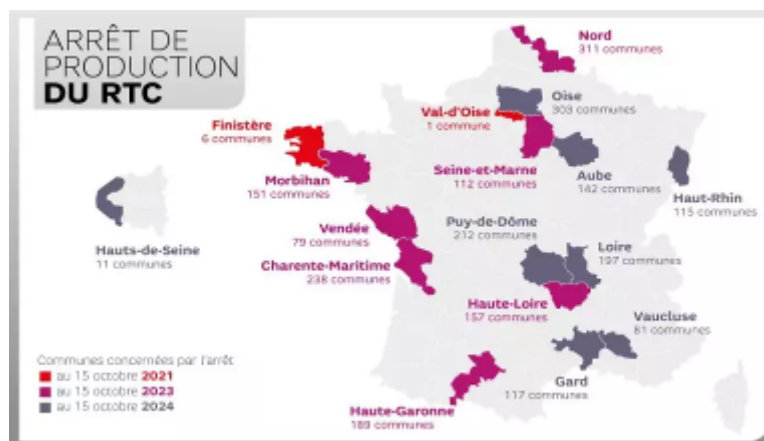 ARRÊT DE
PRODUCTION
DU RTC
Nord
311 communes
Oise
303 communes
Val-d'Oise
1 commune
Finistère
6 communes
Seine-et-Marne
112 communes
Aube
142 communes
Haut-Rhin
115 communes
Morbihan
151 communes
Hauts-de-Seine
11 communes
Vendée
79 communes
Puy-de-Dôme
212 communes
Loire
197 communes
Charente-Maritime
238 communes
Haute-Loire
157 communes
Vaucluse
81 communes
Gard
117 communes
Haute-Garonne
189 communes
Communes concernées par l'arrêt
au 15 octobre 2021
au 15 octobre 2023
au 15 octobre 2024